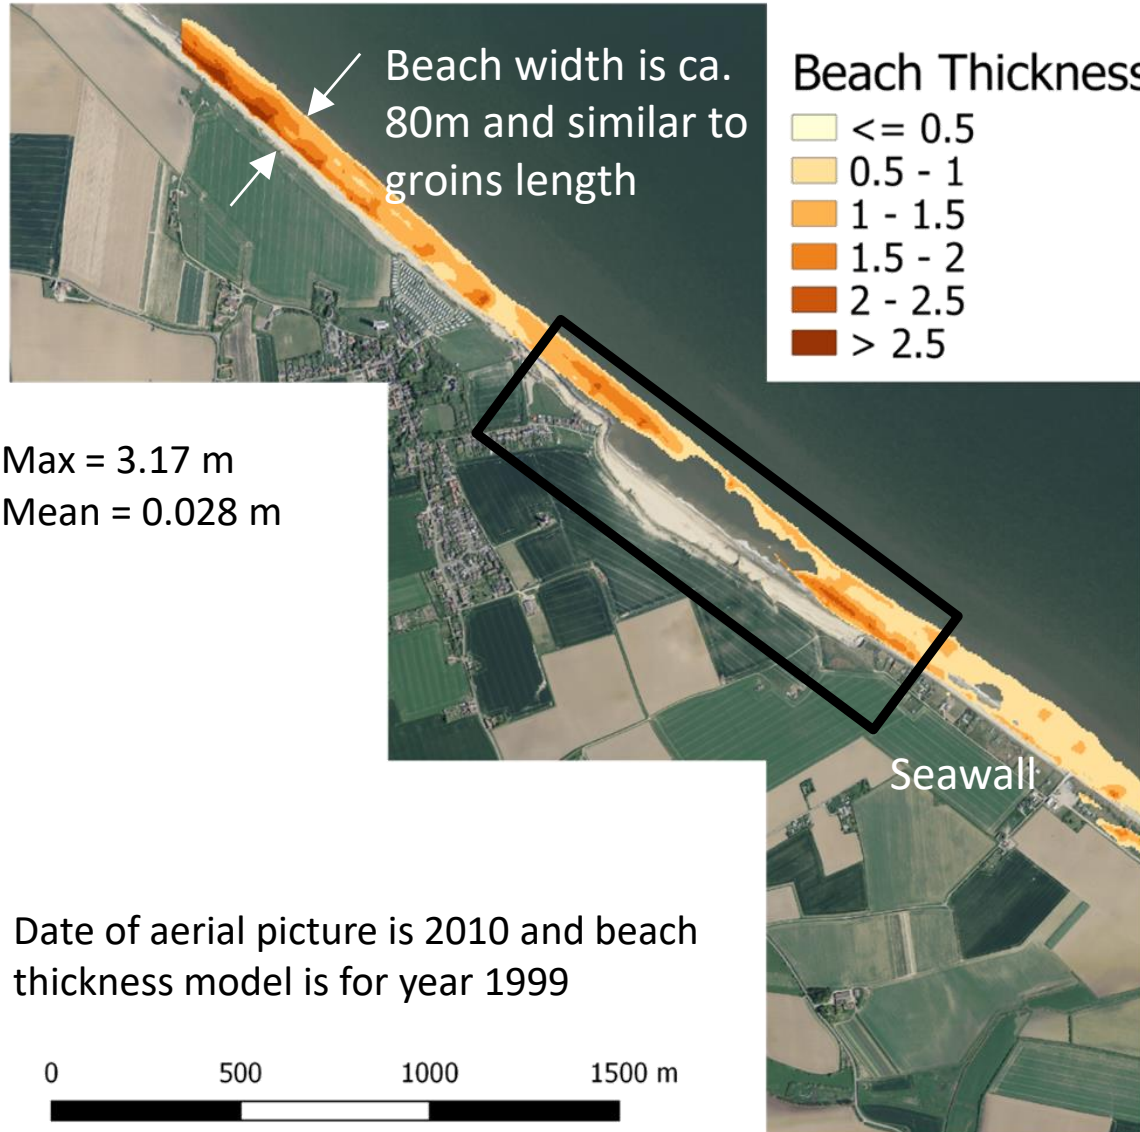 Beach width is ca.
80m and similar to
groins length
Beach Thickness
<= 0.5
0.5 - 1
1 - 1.5
1.5 - 2
2 - 2.5
> 2.5
Max = 3.17 m
Mean = 0.028 m
Seawall
Date of aerial picture is 2010 and beach
thickness model is for year 1999
0 500 1000 1500 m